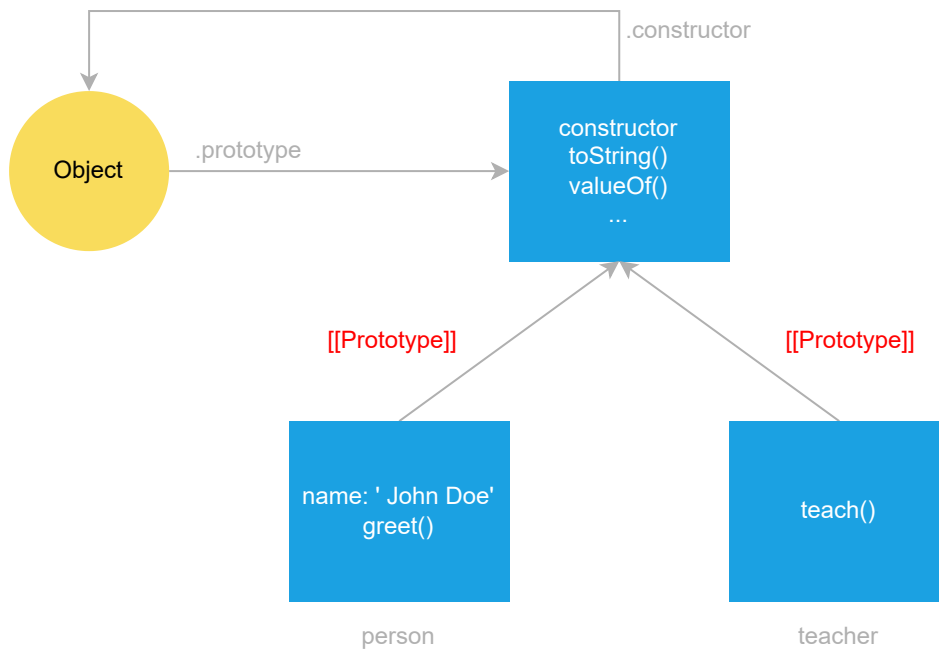 .constructor
Object
.prototype
constructor
toString()
valueOf()
...
[[Prototype]]
[[Prototype]]
name: ' John Doe'
greet()
teach()
person
teacher